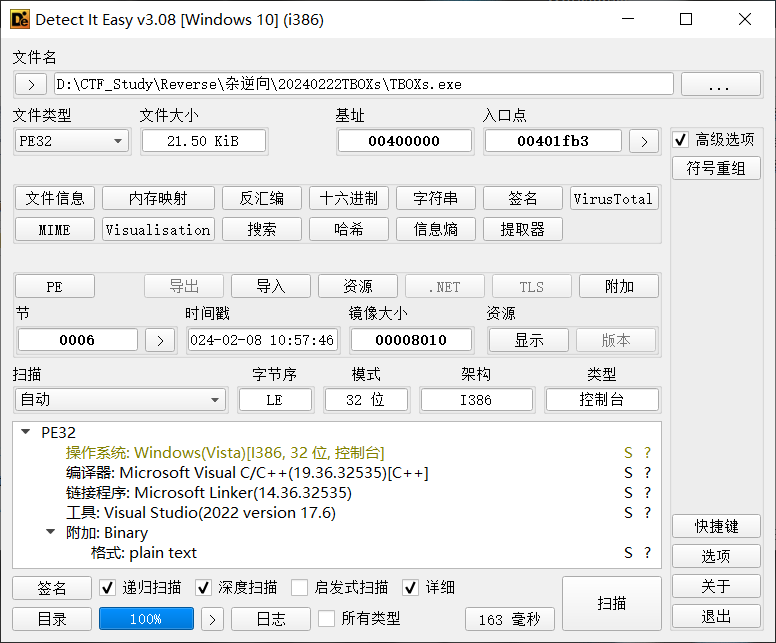 Detect It Easy v3.08 [Windows 10] (i386)
文件名
> D:\CTF_Study\Reverse\杂逆向\20240222TBOXs\TBOXs.exe ...
文件类型 文件大小 基址 入口点
PE32 21.50 KiB 00400000 00401fb3 > 高级选项
符号重组
文件信息 内存映射 反汇编 十六进制 字符串 签名 VirusTotal
MIME Visualisation 搜索 哈希 信息熵 提取器
PE 导出 导入 资源 .NET TLS 附加
节 时间戳 镜像大小 资源
0006 > 024-02-08 10:57:46 00008010 显示 版本
扫描 字节序 模式 架构 类型
自动 LE 32 位 I386 控制台
PE32
操作系统: Windows(Vista)[I386, 32 位, 控制台] S ?
编译器: Microsoft Visual C/C++(19.36.32535)[C++] S ?
链接程序: Microsoft Linker(14.36.32535) S ?
工具: Visual Studio(2022 version 17.6) S ?
附加: Binary
格式: plain text S ?
快捷键
选项
关于
退出
签名 递归扫描 深度扫描 启发式扫描 详细 扫描
目录 100% > 日志 所有类型 163 毫秒